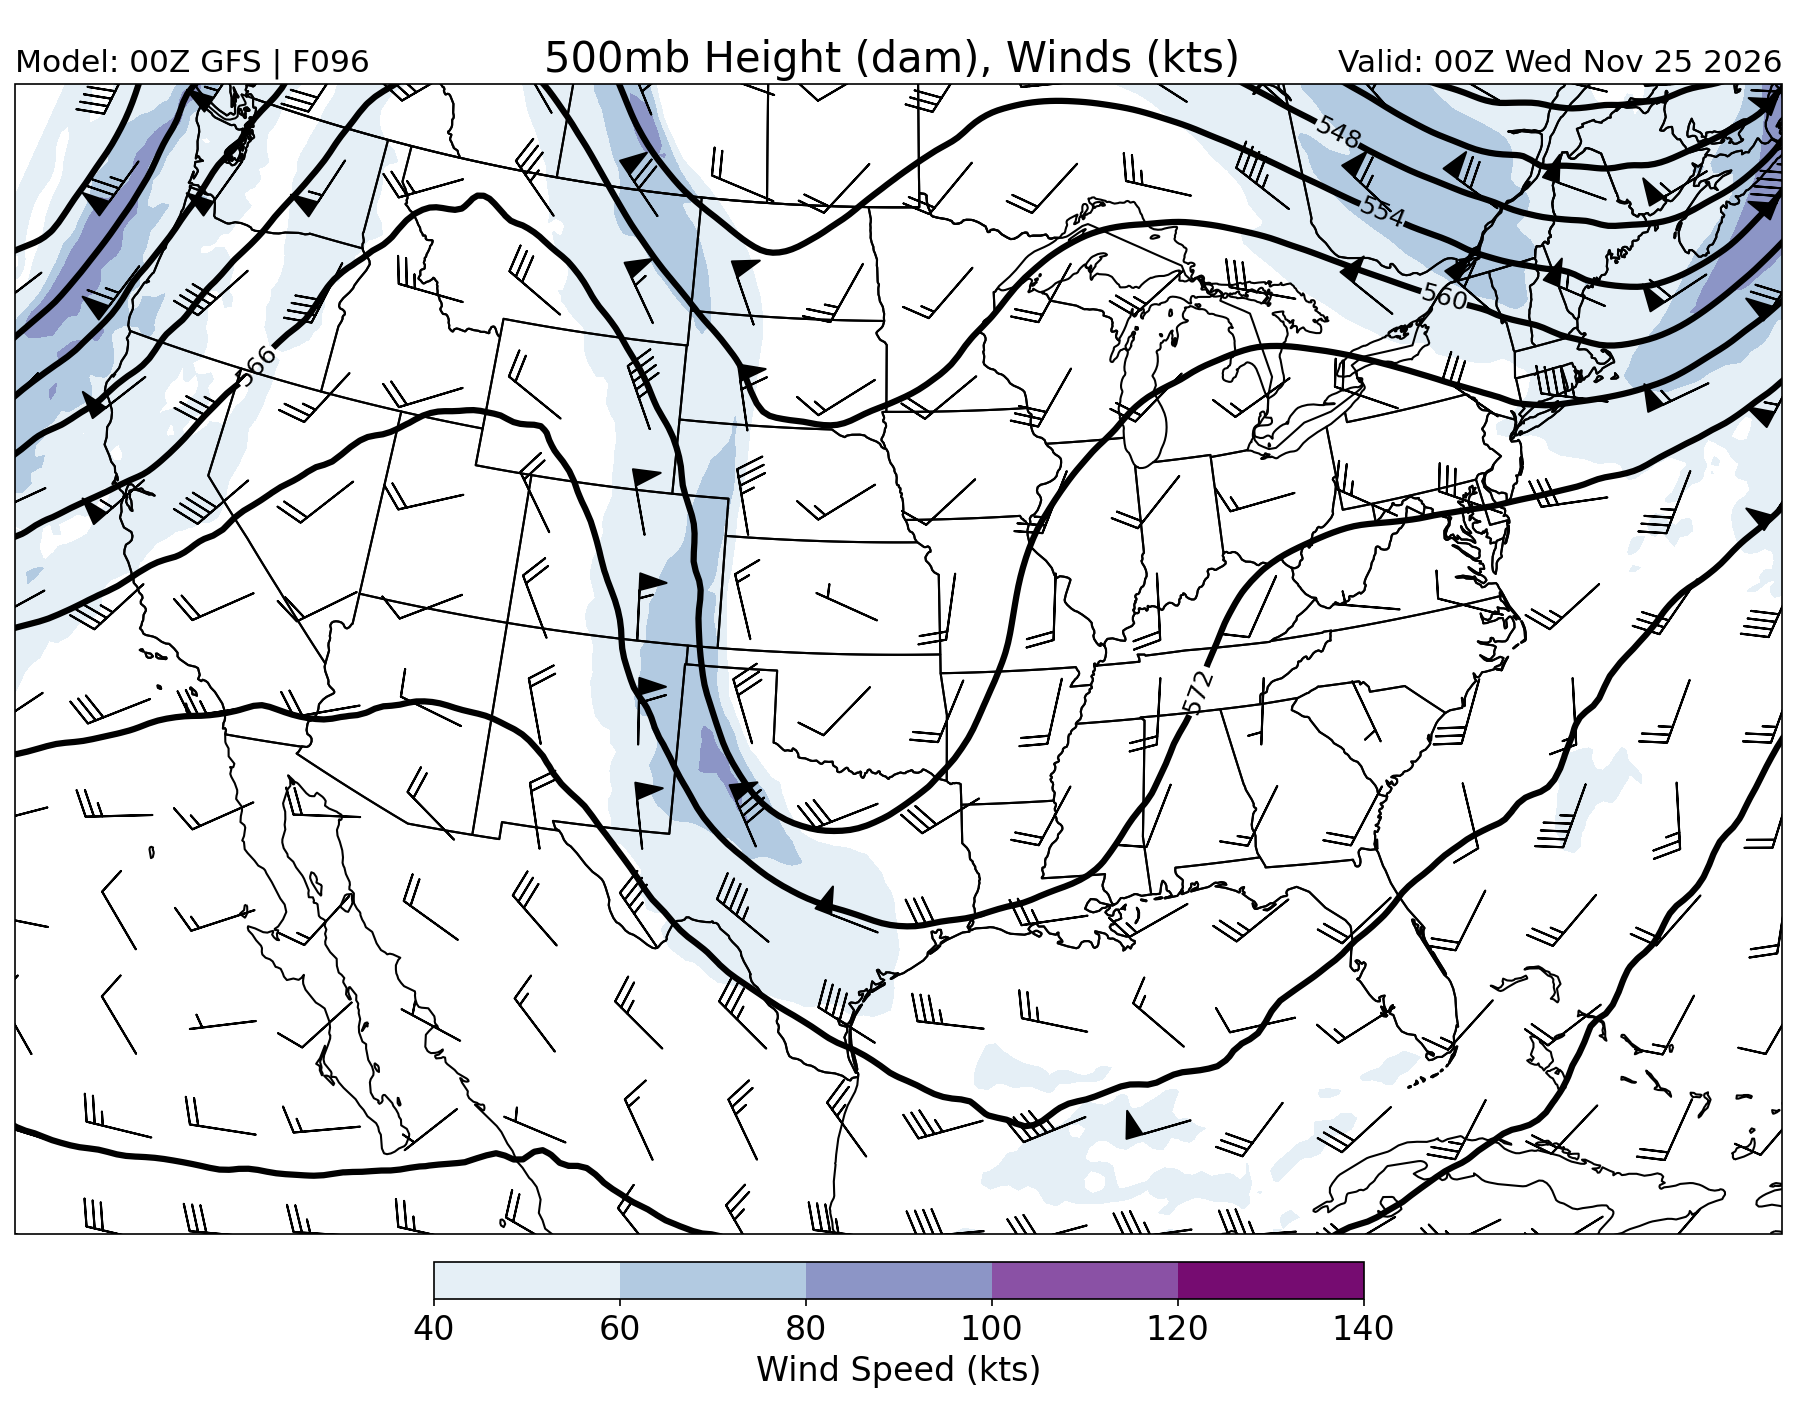 Model: 00Z GFS | F096
500mb Height (dam), Winds (kts)
Valid: 00Z Wed Nov 25 2026
548
554
560
566
572
40 60 80 100 120 140
Wind Speed (kts)